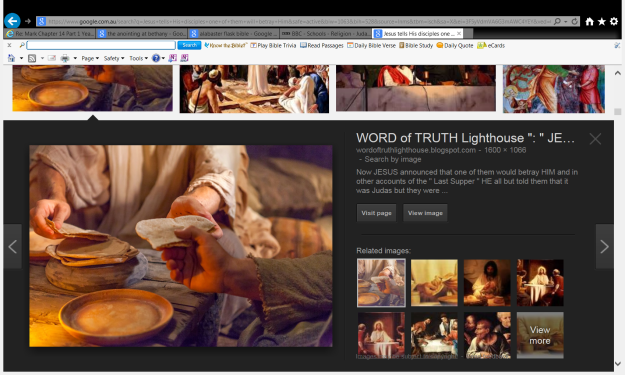 www.google.com.au
Re: Mark Chapter 14 Part 1 Yea... the anointing at bethany - Google ... Alabaster flask bible - Google ... BBC - Schools - Religion - Juda... Jesus tells His disciples one ...
x Search Know the Bible? Play Bible Trivia Read Passages Daily Bible Verse Bible Study Daily Quote eCards
Page Safety Tools
WORD of TRUTH Lighthouse ": " JE...
wordoftruthlighthouse.blogspot.com - 1600 × 1066
- Search by image
Now JESUS announced that one of them would betray HIM and in
other accounts of the " Last Supper " HE all but told them that it
was Judas but they were ...
Visit page View image
Related images:
View
more